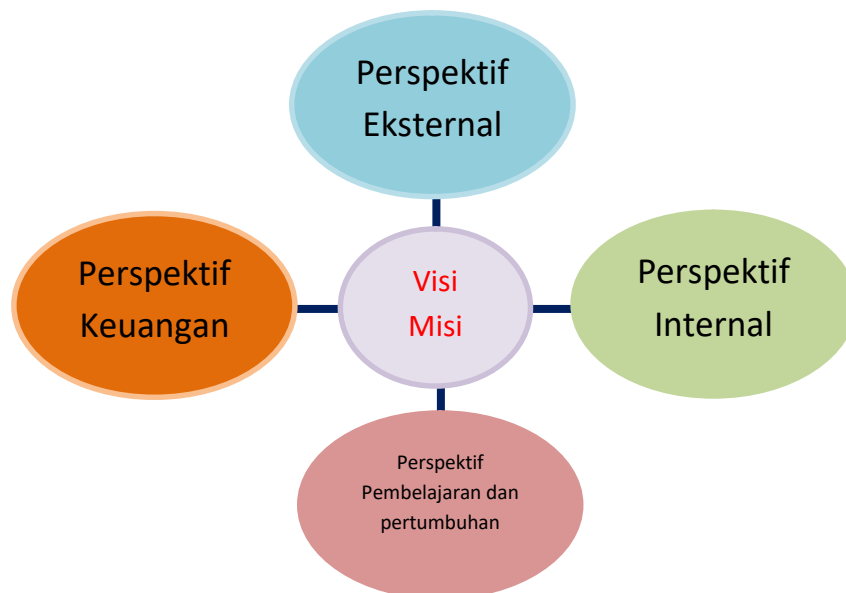 Perspektif
Eksternal
Perspektif
Keuangan
Visi
Misi
Perspektif
Internal
Perspektif
Pembelajaran dan
pertumbuhan